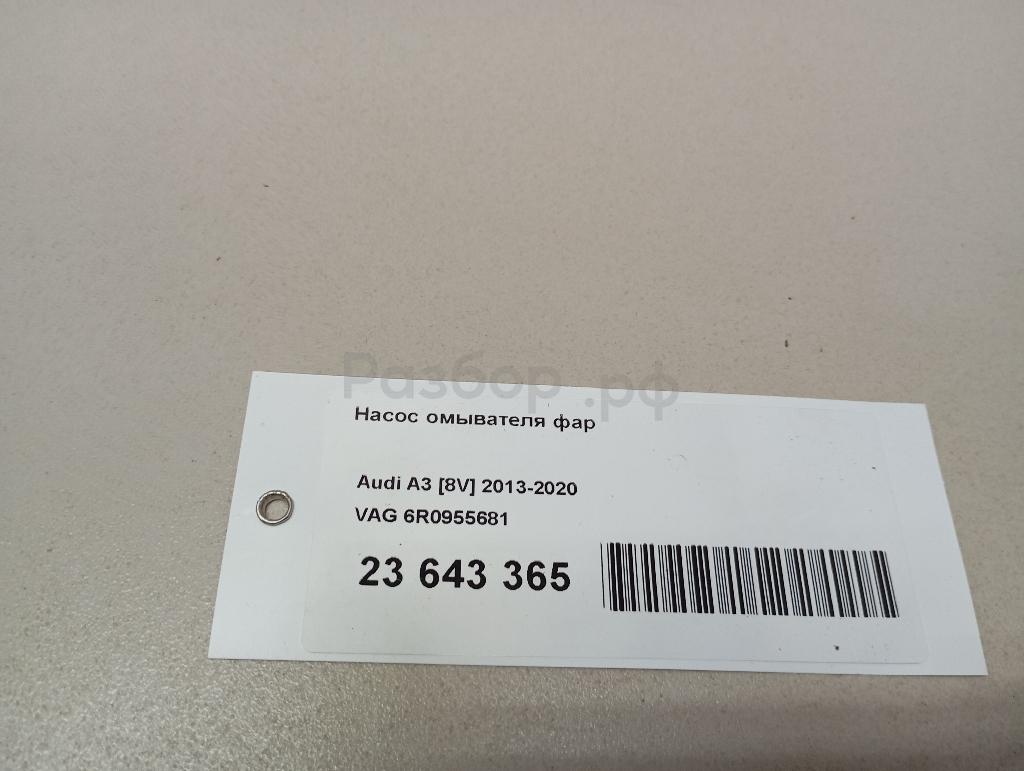 Разбор.рф
Насос омывателя фар
Audi A3 [8V] 2013-2020
VAG 6R0955681
23 643 365